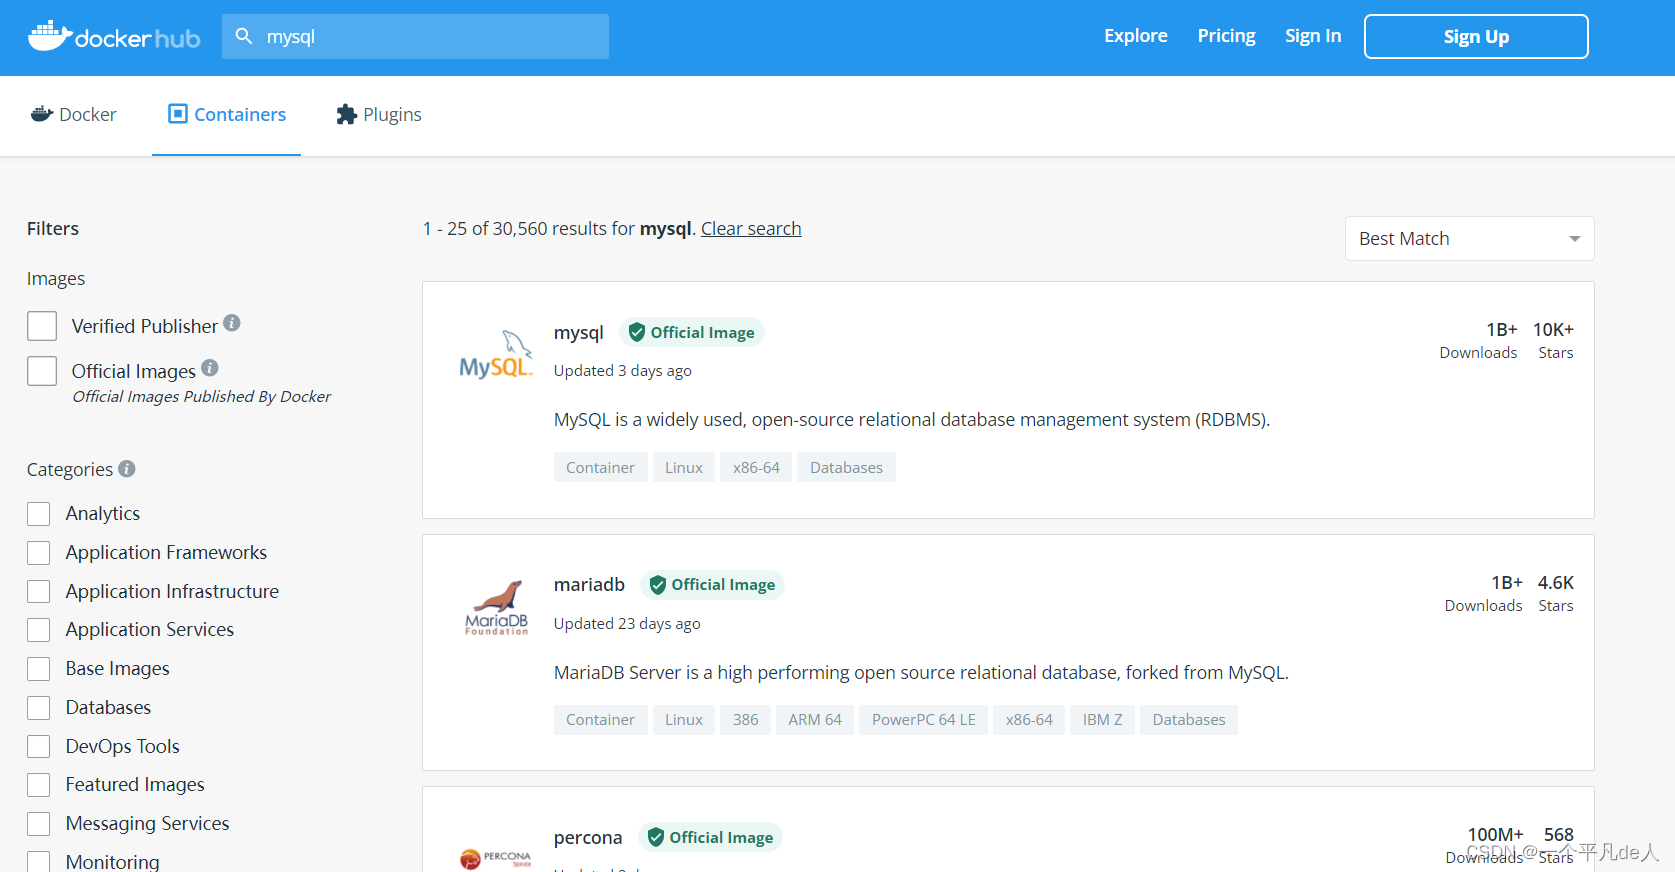 docker hub
mysql
Explore
Pricing
Sign In
Sign Up
Docker
Containers
Plugins
Filters
Images
Verified Publisher
Official Images
Official Images Published By Docker
Categories
Analytics
Application Frameworks
Application Infrastructure
Application Services
Base Images
Databases
DevOps Tools
Featured Images
Messaging Services
Monitoring
1 - 25 of 30,560 results for mysql. Clear search
Best Match
MySQL
mysql
Official Image
Updated 3 days ago
1B+ 10K+
Downloads Stars
MySQL is a widely used, open-source relational database management system (RDBMS).
Container Linux x86-64 Databases
MariaDB
Foundation
mariadb
Official Image
Updated 23 days ago
1B+ 4.6K
Downloads Stars
MariaDB Server is a high performing open source relational database, forked from MySQL.
Container Linux 386 ARM 64 PowerPC 64 LE x86-64 IBM Z Databases
PERCONA
SERVER
percona
Official Image
100M+ 568
Downloads Stars
CSDN @一个平凡de人